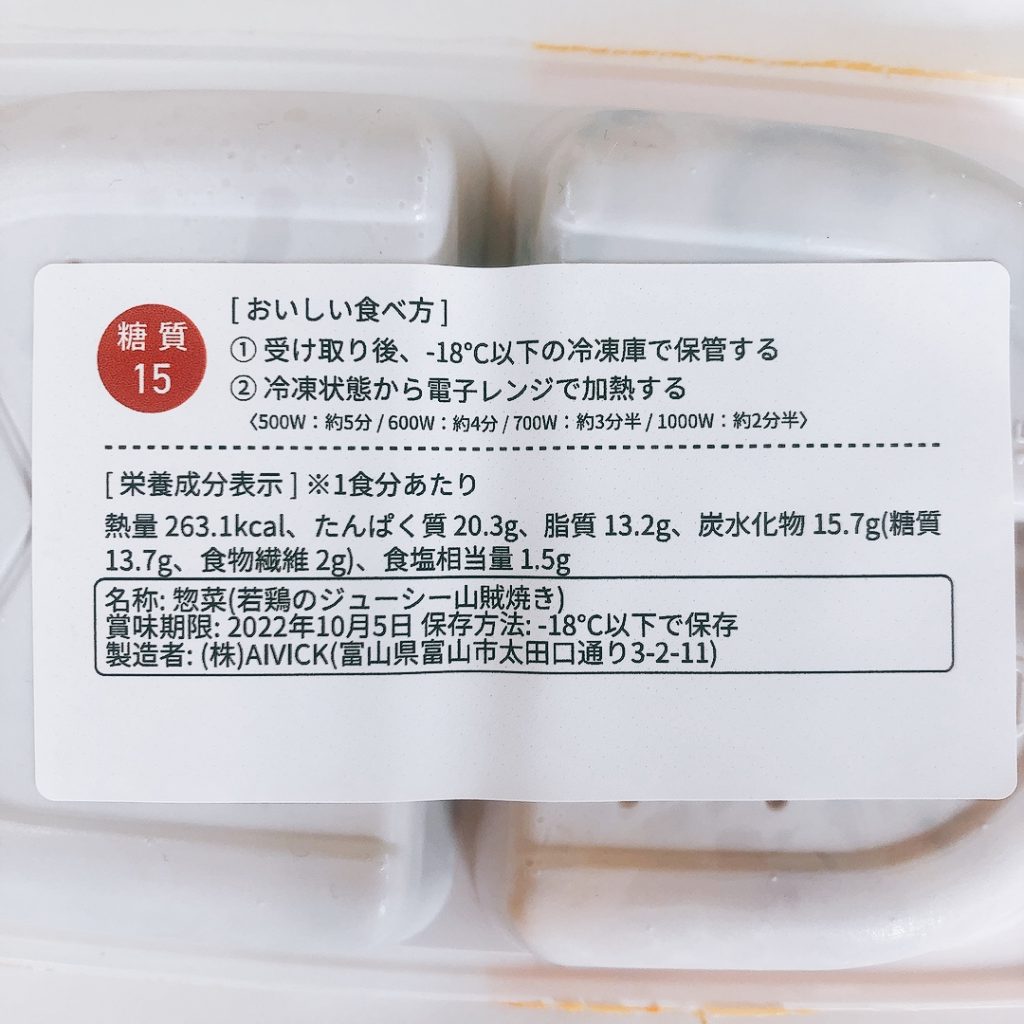 糖質
15
[ おいしい食べ方 ]
① 受け取り後、-18℃以下の冷凍庫で保管する
② 冷凍状態から電子レンジで加熱する
〈500W：約5分 / 600W：約4分 / 700W：約3分半 / 1000W：約2分半〉
[ 栄養成分表示 ] ※1食分あたり
熱量 263.1kcal、たんぱく質 20.3g、脂質 13.2g、炭水化物 15.7g(糖質
13.7g、食物繊維 2g)、食塩相当量 1.5g
名称: 惣菜(若鶏のジューシー山賊焼き)
賞味期限: 2022年10月5日 保存方法: -18℃以下で保存
製造者: (株)AIVICK(富山県富山市太田口通り3-2-11)